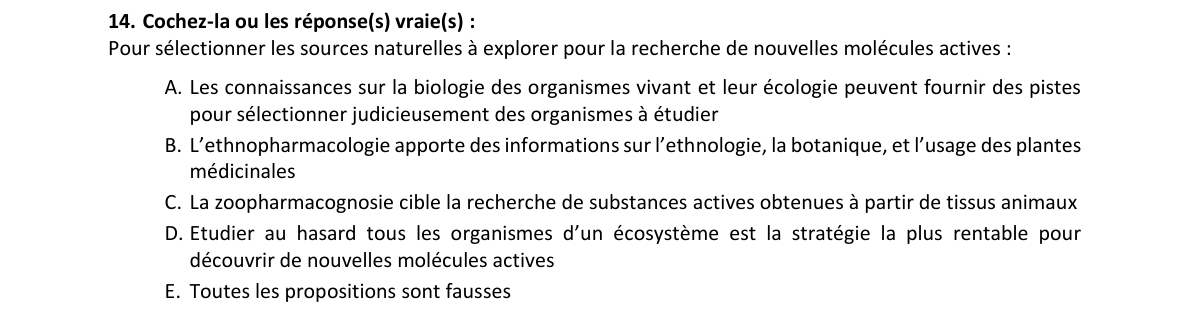 14. Cochez-la ou les réponse(s) vraie(s) :
Pour sélectionner les sources naturelles à explorer pour la recherche de nouvelles molécules actives :
A. Les connaissances sur la biologie des organismes vivant et leur écologie peuvent fournir des pistes
pour sélectionner judicieusement des organismes à étudier
B. L’ethnopharmacologie apporte des informations sur l’ethnologie, la botanique, et l’usage des plantes
médicinales
C. La zoopharmacognosie cible la recherche de substances actives obtenues à partir de tissus animaux
D. Etudier au hasard tous les organismes d’un écosystème est la stratégie la plus rentable pour
découvrir de nouvelles molécules actives
E. Toutes les propositions sont fausses